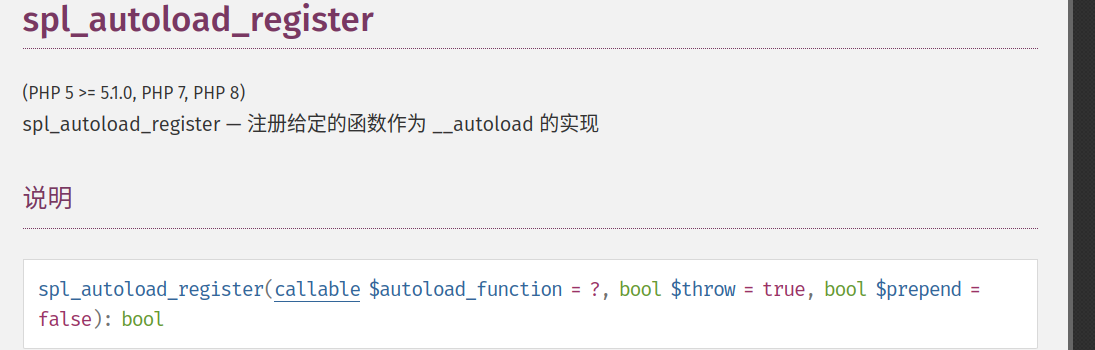 spl_autoload_register
(PHP 5 >= 5.1.0, PHP 7, PHP 8)
spl_autoload_register — 注册给定的函数作为 __autoload 的实现
说明
spl_autoload_register(callable $autoload_function = ?, bool $throw = true, bool $prepend =
false): bool